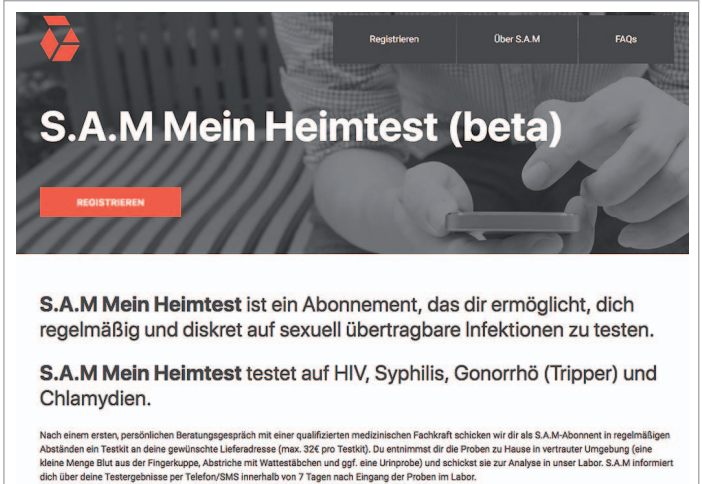 Registrieren
Über S.A.M
FAQs
S.A.M Mein Heimtest (beta)
REGISTRIEREN
S.A.M Mein Heimtest ist ein Abonnement, das dir ermöglicht, dich
regelmäßig und diskret auf sexuell übertragbare Infektionen zu testen.
S.A.M Mein Heimtest testet auf HIV, Syphilis, Gonorrhö (Tripper) und
Chlamydien.
Nach einem ersten, persönlichen Beratungsgespräch mit einer qualifizierten medizinischen Fachkraft schicken wir dir als S.A.M-Abonnent in regelmäßigen
Abständen ein Testkit an deine gewünschte Lieferadresse (max. 32€ pro Testkit). Du entnimmst dir die Proben zu Hause in vertrauter Umgebung (eine
kleine Menge Blut aus der Fingerkuppe, Abstriche mit Wattestäbchen und ggf. eine Urinprobe) und schickst sie zur Analyse in unser Labor. S.A.M informiert
dich über deine Testergebnisse per Telefon/SMS innerhalb von 7 Tagen nach Eingang der Proben im Labor.